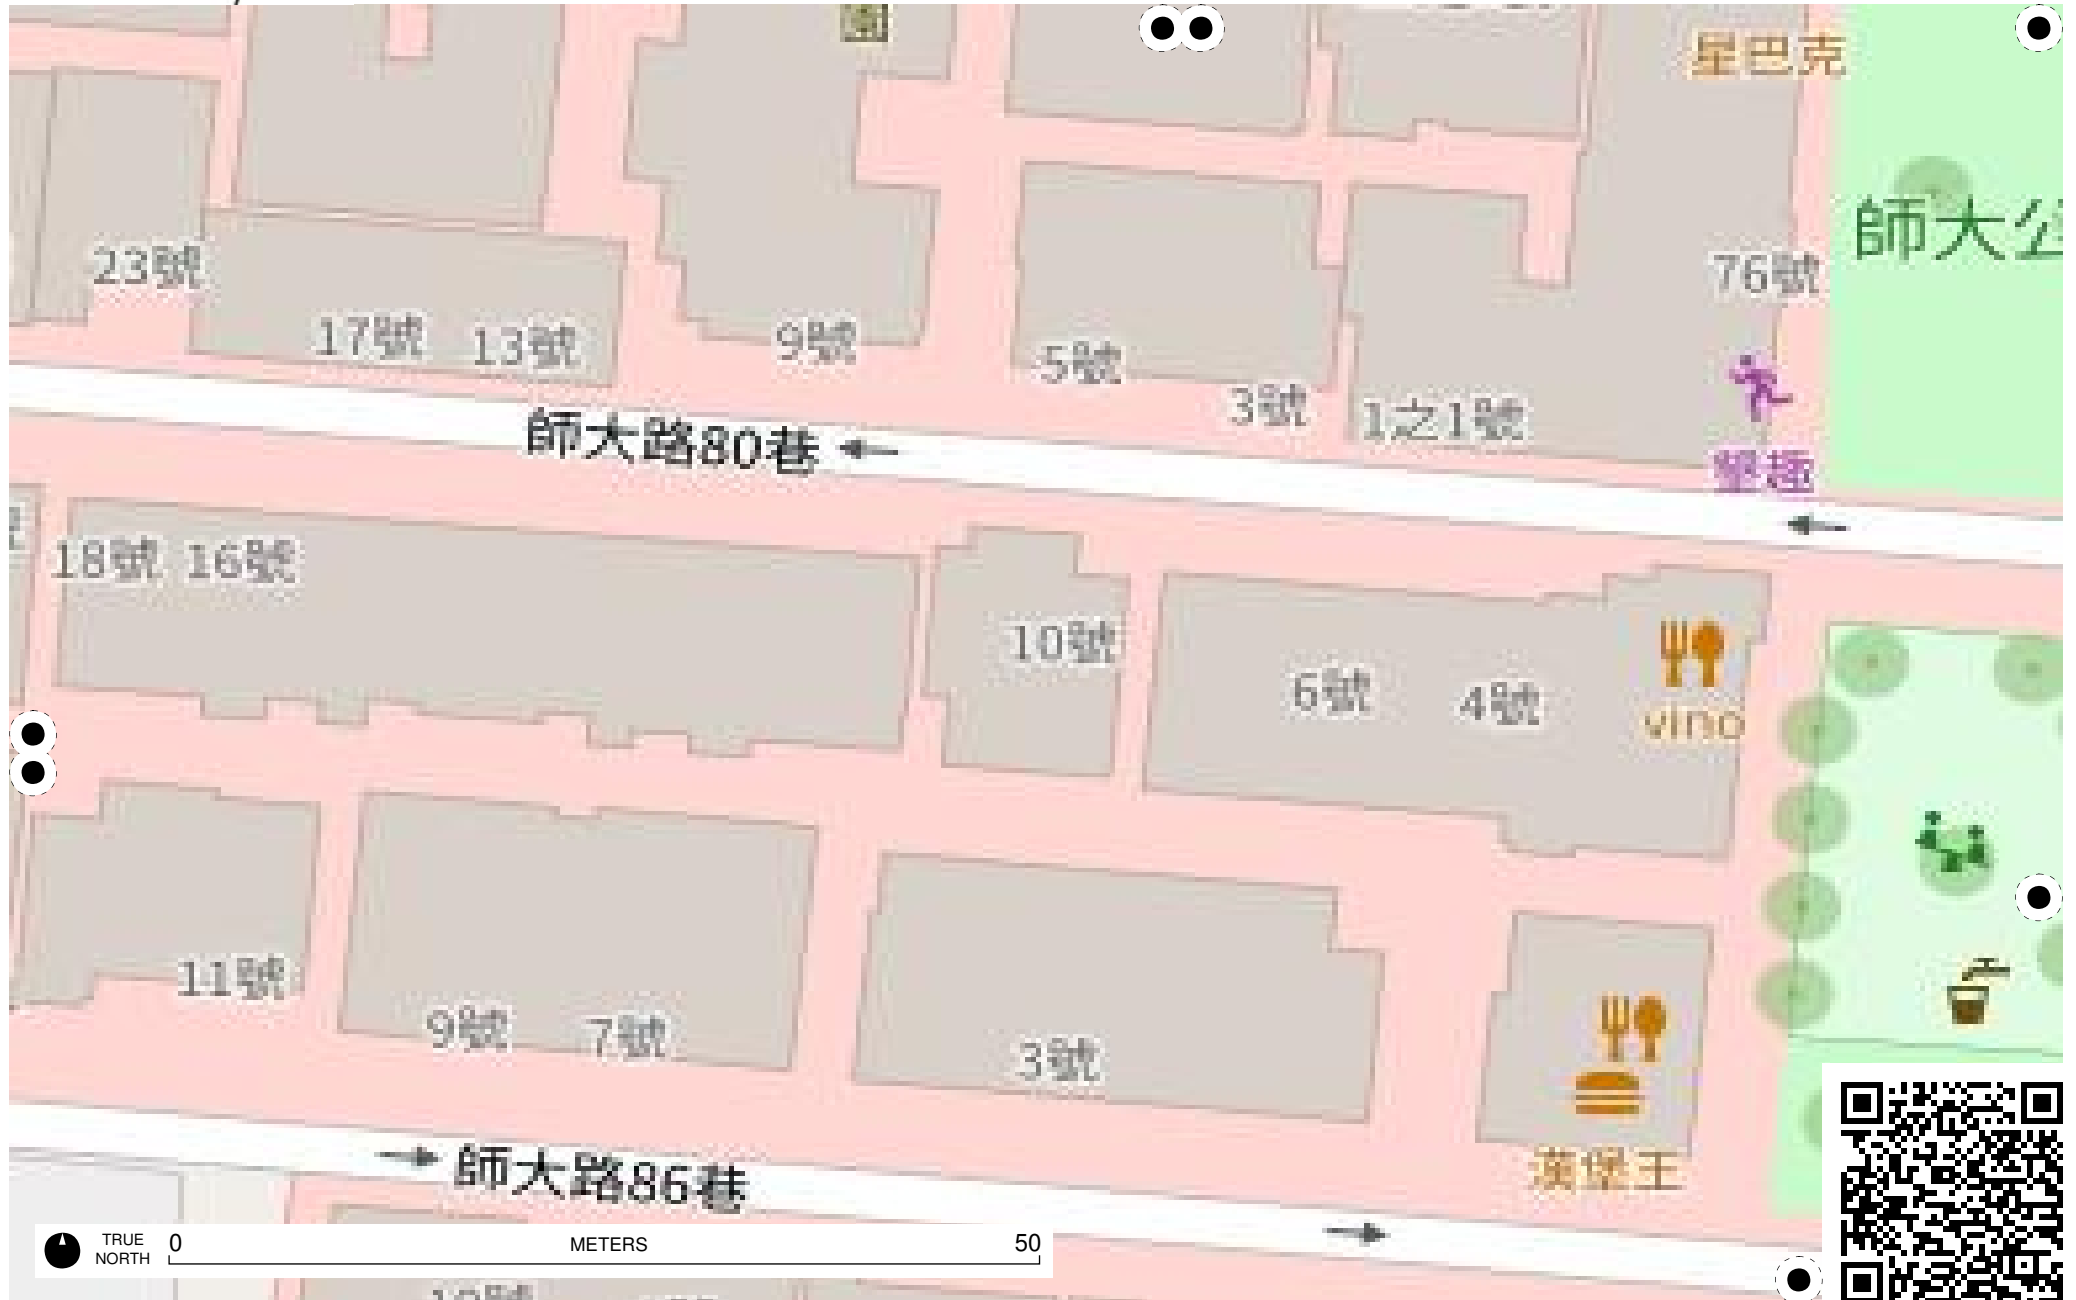 星巴克
師大公
76號
23號
17號
13號
9號
5號
3號
1之1號
墾趣
師大路80巷
18號
16號
10號
6號
4號
vino
11號
9號
7號
3號
漢堡王
師大路86巷
TRUE
NORTH
0
METERS
50